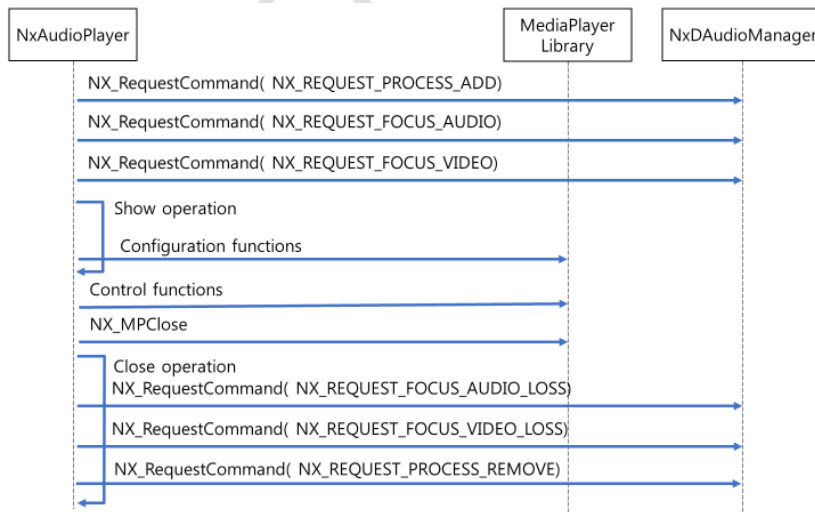 NxAudioPlayer
MediaPlayer
Library
NxDAudioManager
NX_RequestCommand( NX_REQUEST_PROCESS_ADD)
NX_RequestCommand( NX_REQUEST_FOCUS_AUDIO)
NX_RequestCommand( NX_REQUEST_FOCUS_VIDEO)
Show operation
Configuration functions
Control functions
NX_MPClose
Close operation
NX_RequestCommand( NX_REQUEST_FOCUS_AUDIO_LOSS)
NX_RequestCommand( NX_REQUEST_FOCUS_VIDEO_LOSS)
NX_RequestCommand( NX_REQUEST_PROCESS_REMOVE)